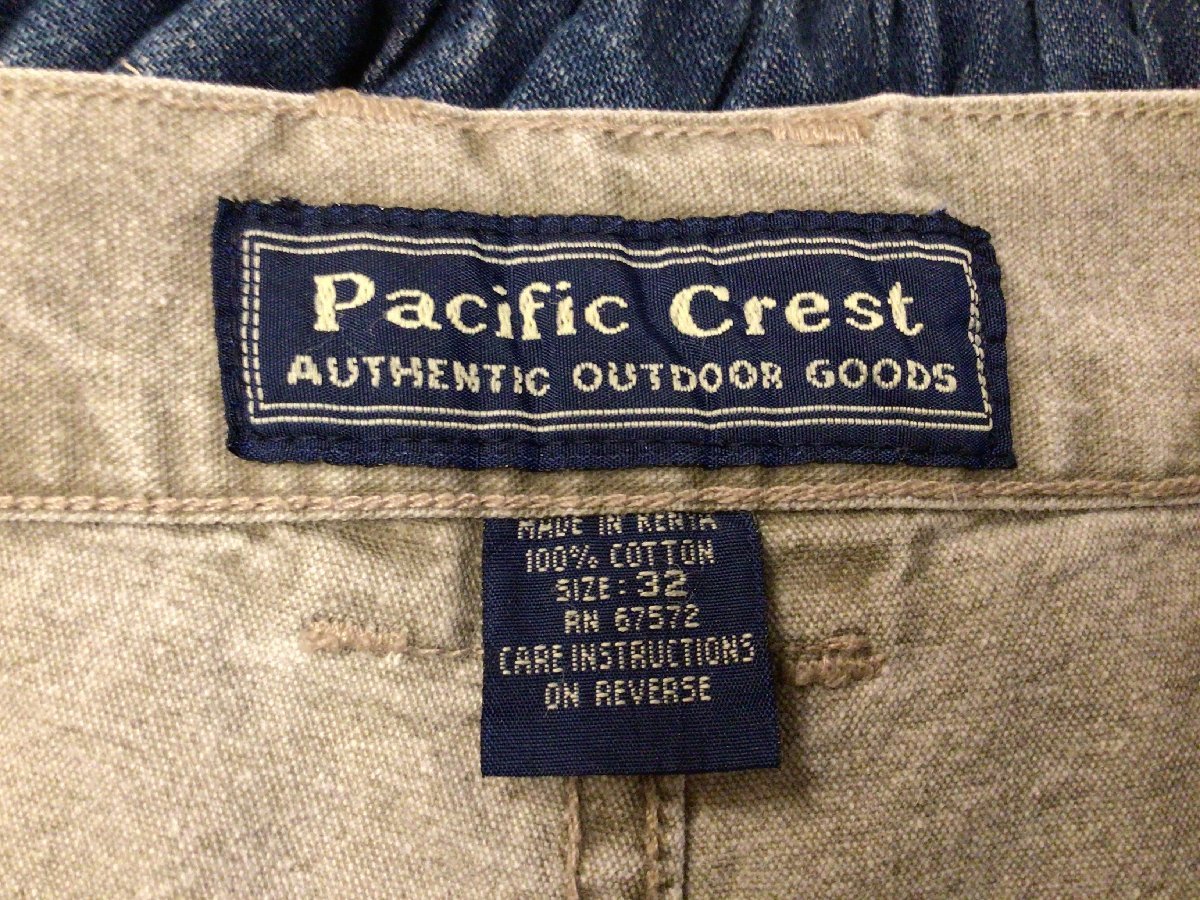 Pacific Crest
AUTHENTIC OUTDOOR GOODS
MADE IN KENYA
100% COTTON
SIZE: 32
RN 67572
CARE INSTRUCTIONS
ON REVERSE